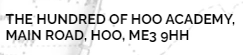 THE HUNDRED OF HOO ACADEMY,
MAIN ROAD, HOO, ME3 9HH